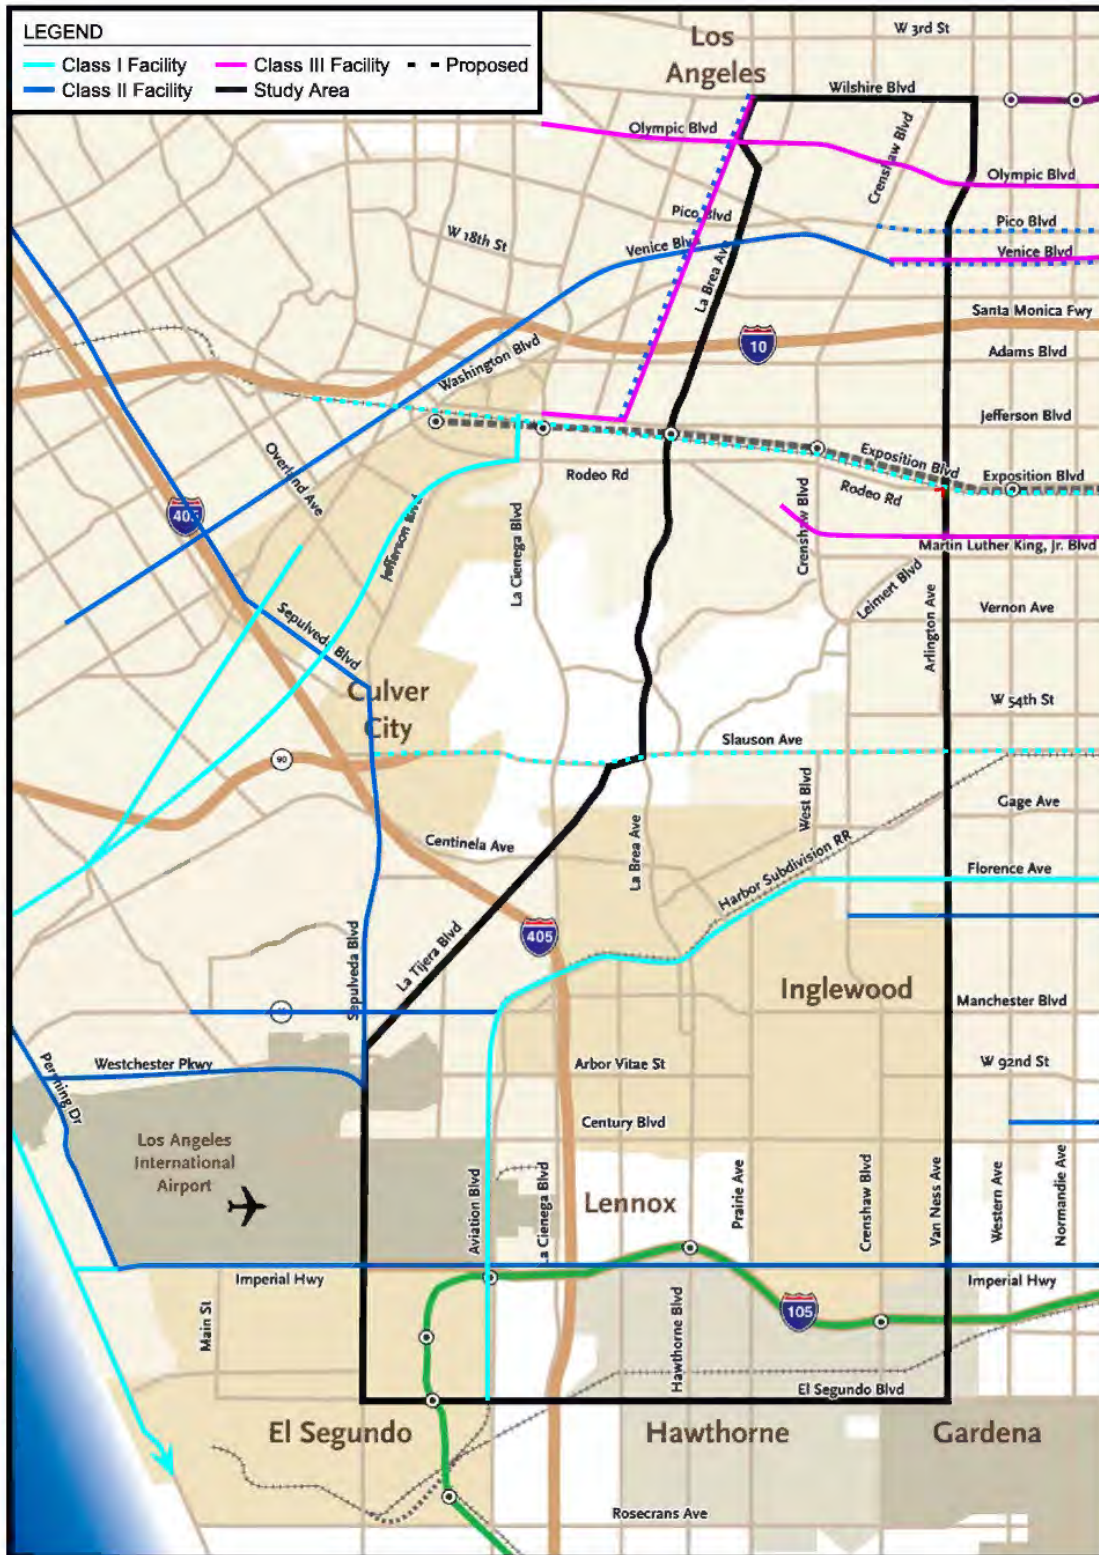 LEGEND
Class I Facility
Class III Facility
Proposed
Class II Facility
Study Area
W 3rd St
Los
Angeles
Wilshire Blvd
Olympic Blvd
Crenshaw Blvd
Olympic Blvd
Pico Blvd
Pico Blvd
W 18th St
Venice Blvd
Venice Blvd
La Brea Ave
Santa Monica Fwy
10
Washington Blvd
Adams Blvd
Jefferson Blvd
Overland Ave
Exposition Blvd
Exposition Blvd
Rodeo Rd
Rodeo Rd
405
Jefferson Blvd
La Cienega Blvd
Crenshaw Blvd
Martin Luther King, Jr. Blvd
Leimert Blvd
Vernon Ave
Sepulveda Blvd
Arlington Ave
Culver
City
W 54th St
Slauson Ave
90
West Blvd
Gage Ave
Centinela Ave
La Brea Ave
Harbor Subdivision RR
Florence Ave
405
La Tijera Blvd
Sepulveda Blvd
Inglewood
Manchester Blvd
Westchester Pkwy
Arbor Vitae St
W 92nd St
Pershing Dr
Century Blvd
Los Angeles
International
Airport
Aviation Blvd
La Cienega Blvd
Lennox
Prairie Ave
Crenshaw Blvd
Van Ness Ave
Western Ave
Normandie Ave
Imperial Hwy
Imperial Hwy
Main St
Hawthorne Blvd
105
El Segundo Blvd
El Segundo
Hawthorne
Gardena
Rosecrans Ave